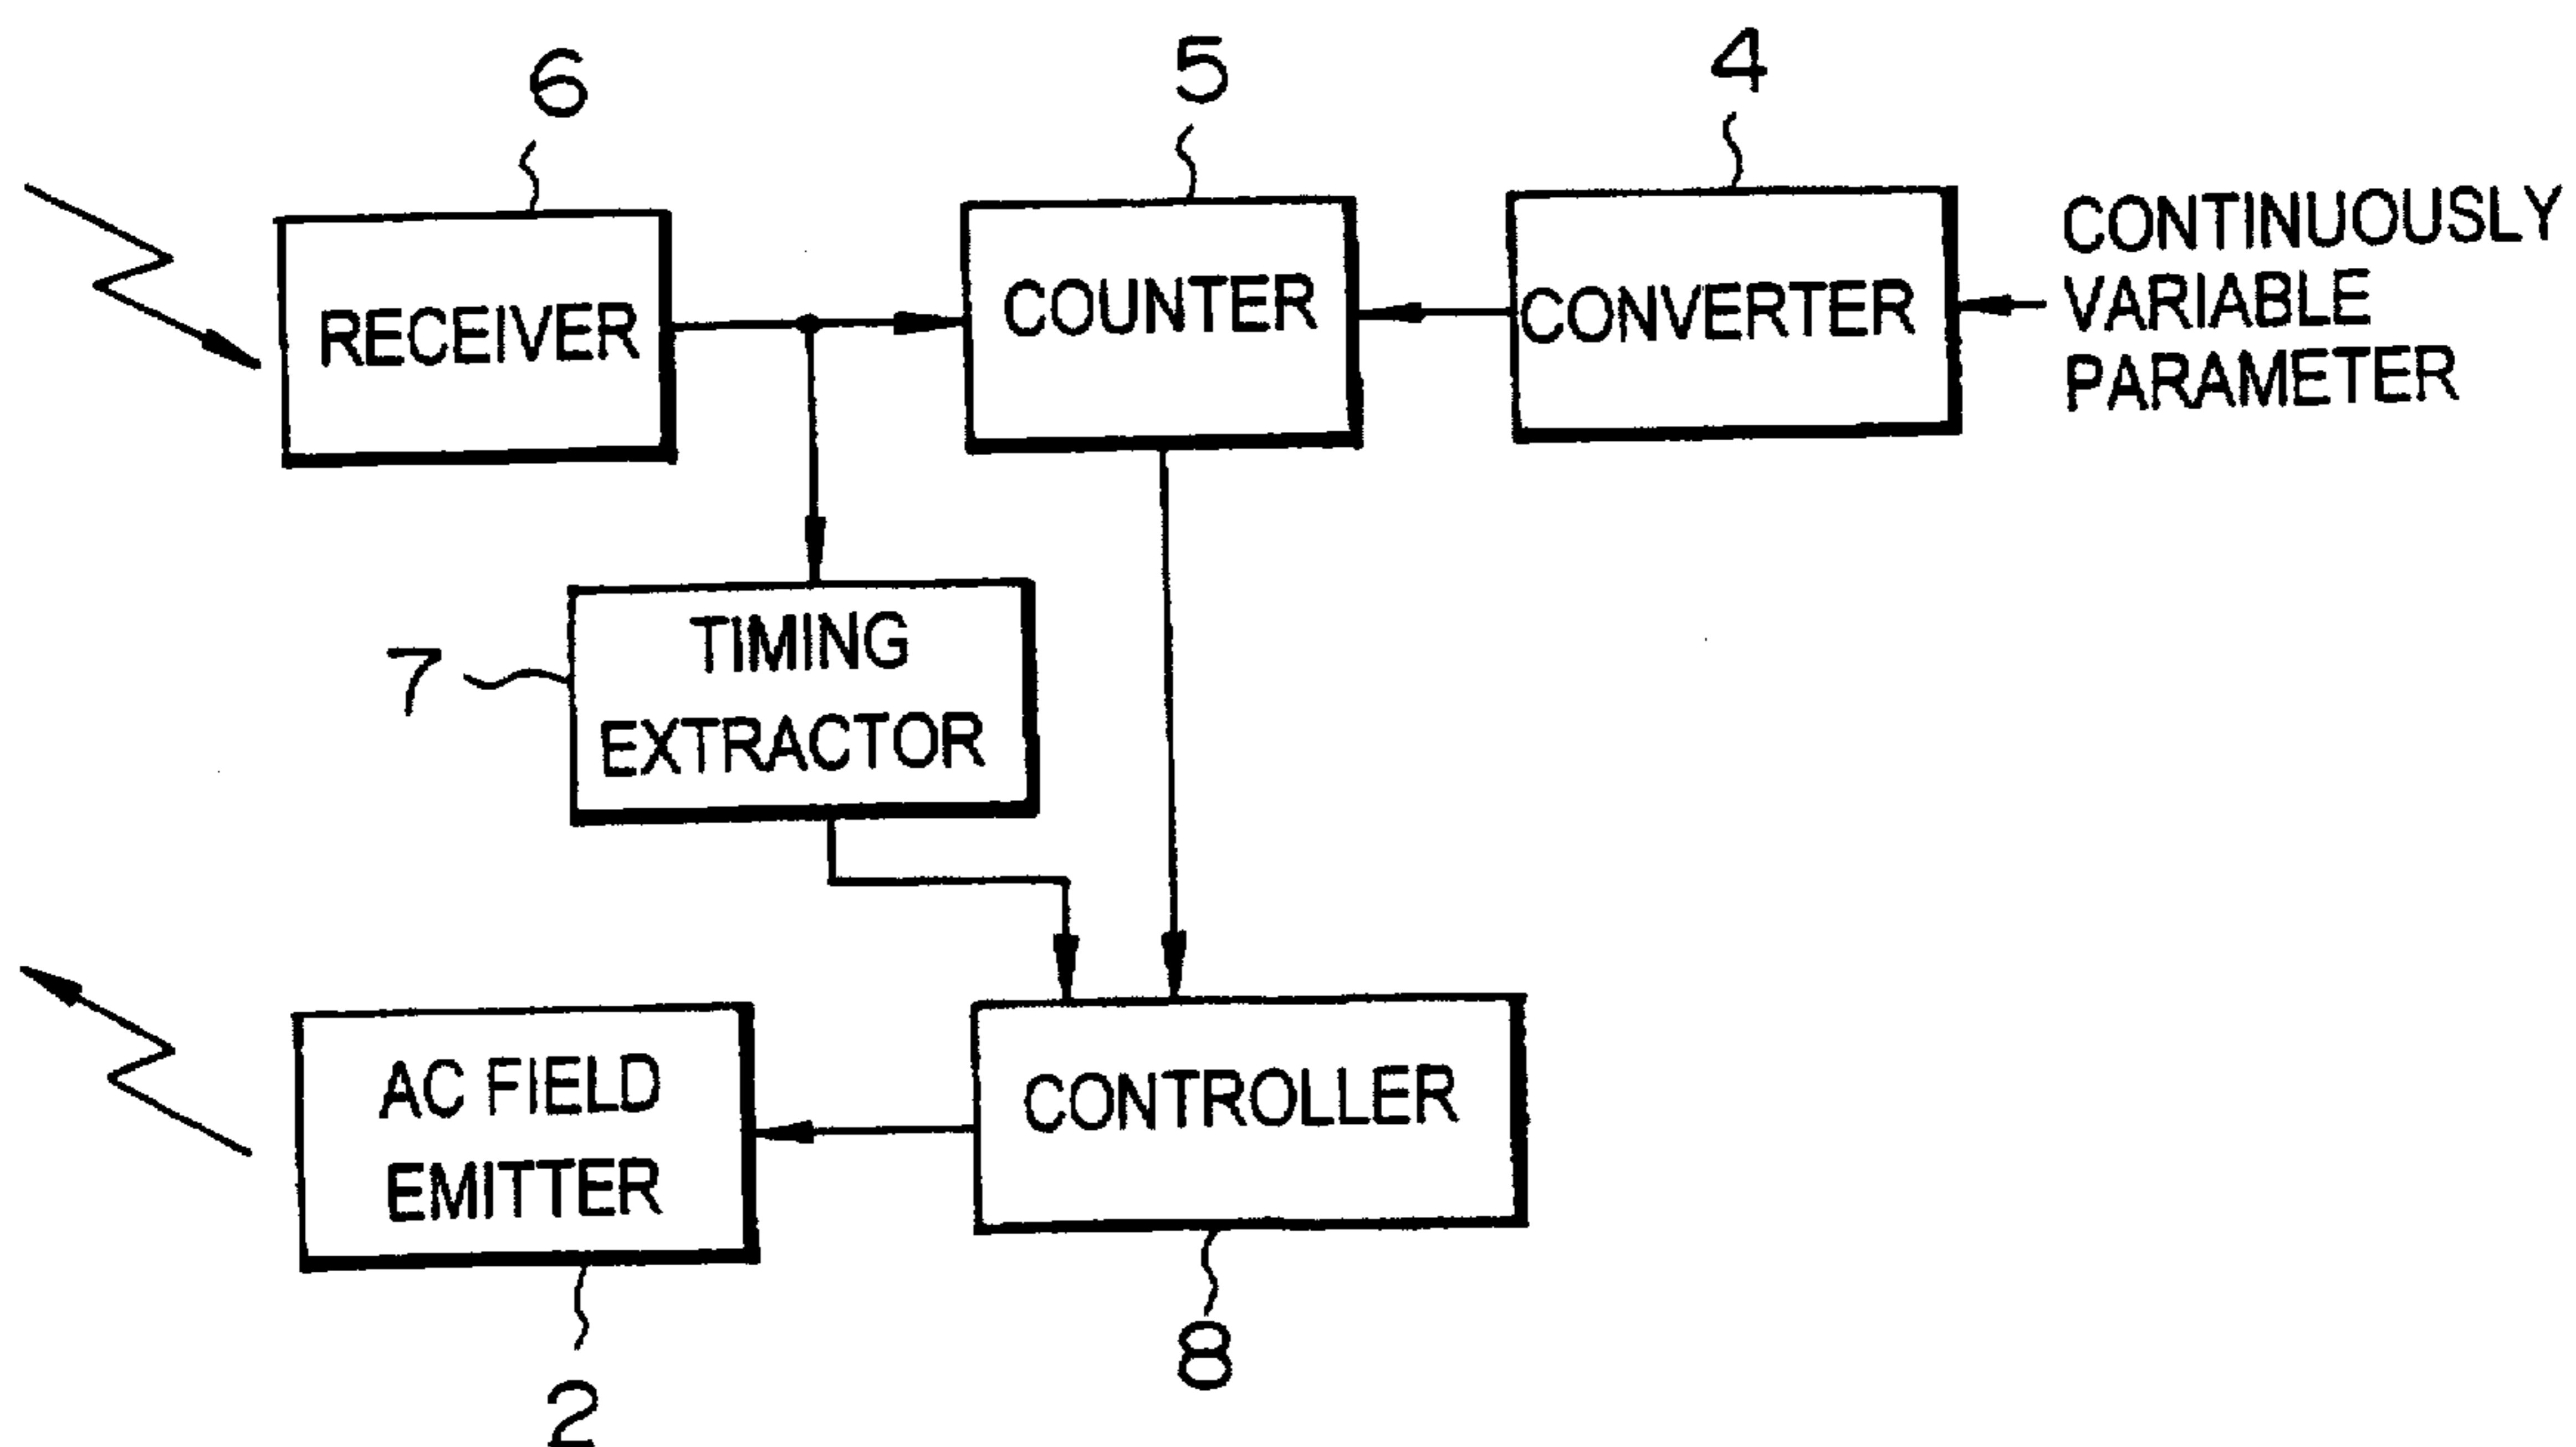 6
5
4
RECEIVER
COUNTER
CONVERTER
CONTINUOUSLY
VARIABLE
PARAMETER
7
TIMING
EXTRACTOR
AC FIELD
EMITTER
CONTROLLER
2
8